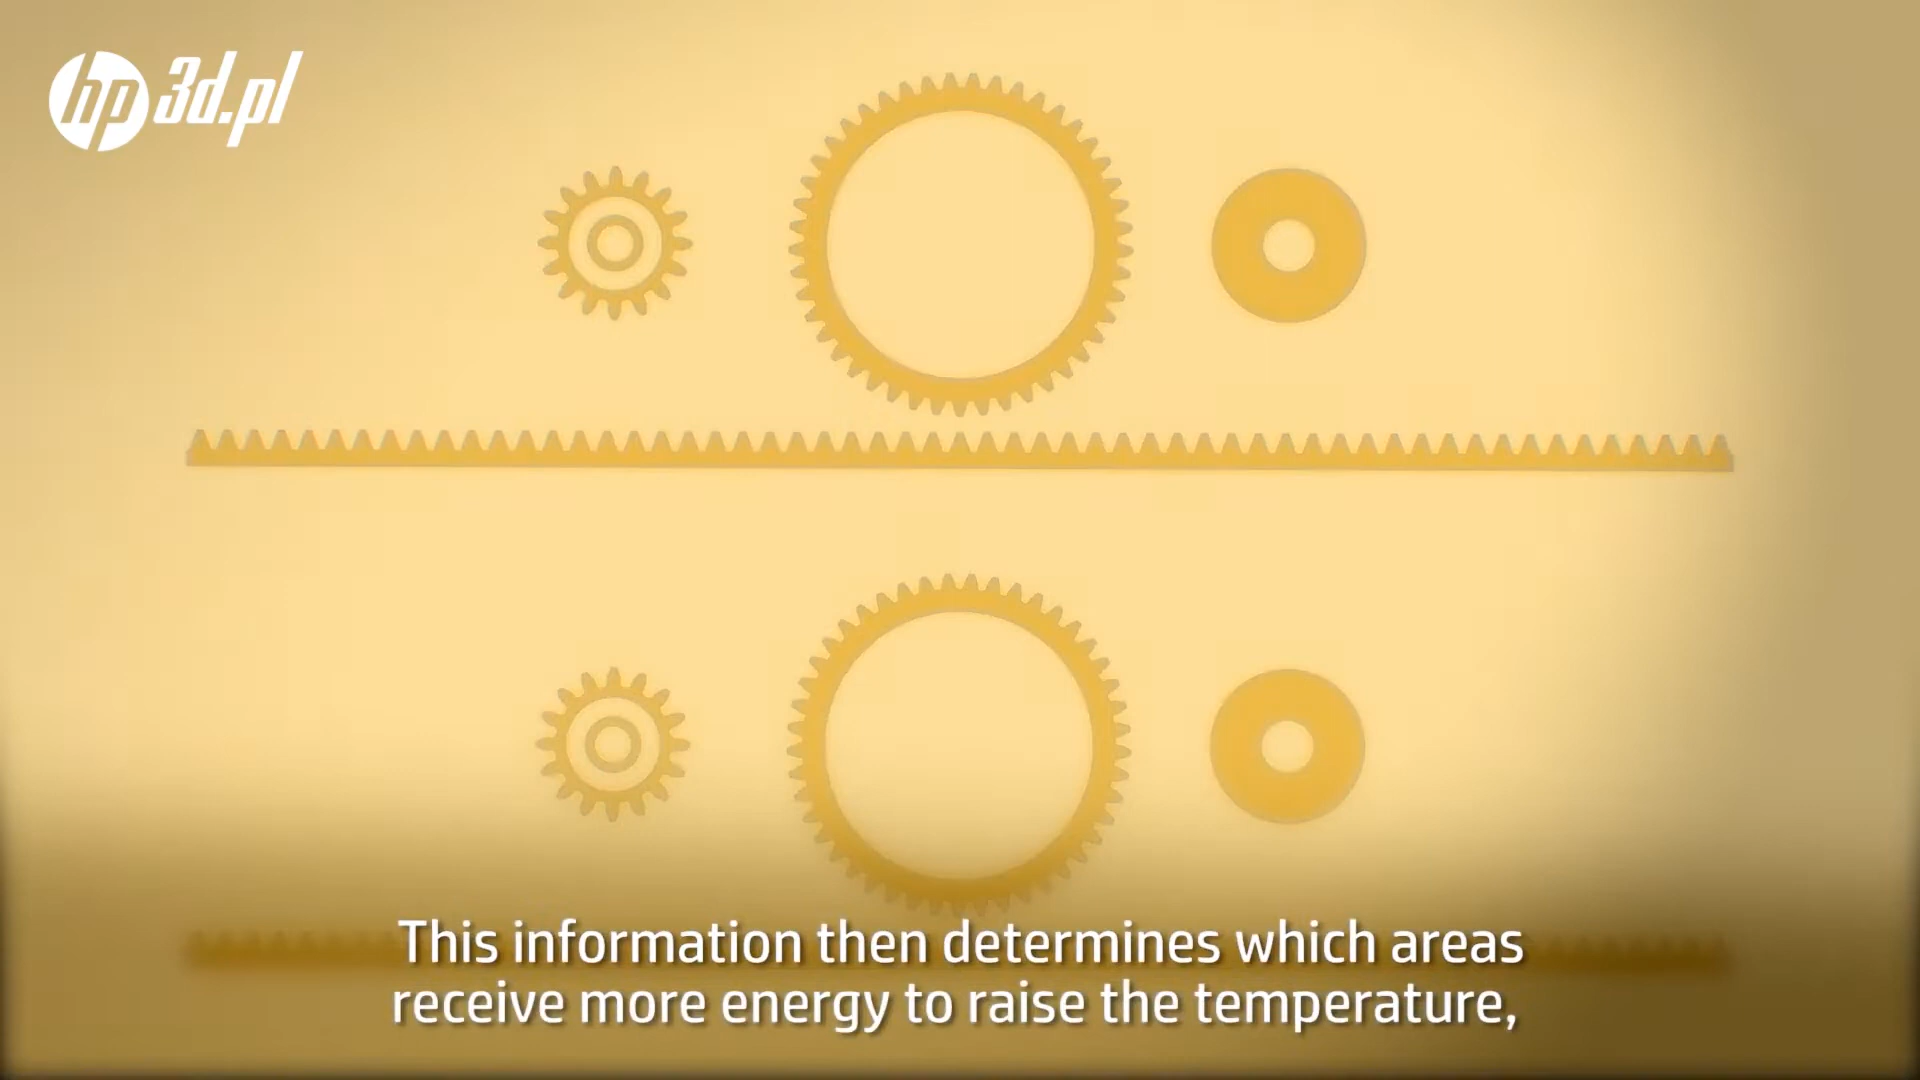 hp3d.pl
This information then determines which areas
receive more energy to raise the temperature,